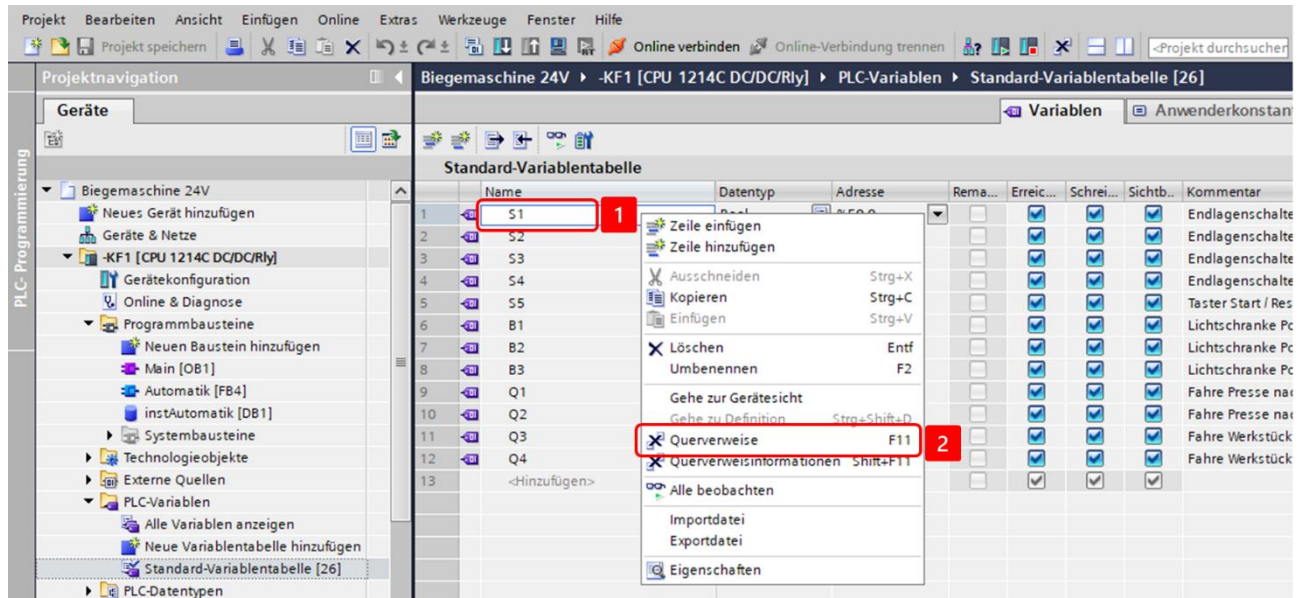 Projekt Bearbeiten Ansicht Einfügen Online Extras Werkzeuge Fenster Hilfe
Projekt speichern Online verbinden Online-Verbindung trennen <Projekt durchsuchen
Projektnavigation
Biegemaschine 24V -KF1 [CPU 1214C DC/DC/Rly] PLC-Variablen Standard-Variablentabelle [26]
Geräte
Variablen Anwenderkonstan
PLC-Programmierung
Standard-Variablentabelle
Name Datentyp Adresse Rema... Erreic... Schrei... Sichtb.. Kommentar
Biegemaschine 24V
Neues Gerät hinzufügen
Geräte & Netze
-KF1 [CPU 1214C DC/DC/Rly]
Gerätekonfiguration
Online & Diagnose
Programmbausteine
Neuen Baustein hinzufügen
Main [OB1]
Automatik [FB4]
instAutomatik [DB1]
Systembausteine
Technologieobjekte
Externe Quellen
PLC-Variablen
Alle Variablen anzeigen
Neue Variablentabelle hinzufügen
Standard-Variablentabelle [26]
PLC-Datentypen
1 S1 1 Endlagenschalte
2 S2 Endlagenschalte
3 S3 Endlagenschalte
4 S4 Endlagenschalte
5 S5 Taster Start / Res
6 B1 Lichtschranke Po
7 B2 Lichtschranke Po
8 B3 Lichtschranke Po
9 Q1 Fahre Presse nac
10 Q2 Fahre Presse nac
11 Q3 Fahre Werkstück
12 Q4 Fahre Werkstück
13 <Hinzufügen>
Zeile einfügen
Zeile hinzufügen
Ausschneiden Strg+X
Kopieren Strg+C
Einfügen Strg+V
Löschen Entf
Umbenennen F2
Gehe zur Gerätesicht
Gehe zu Definition Strg+Shift+D
Querverweise F11 2
Querverweisinformationen Shift+F11
Alle beobachten
Importdatei
Exportdatei
Eigenschaften